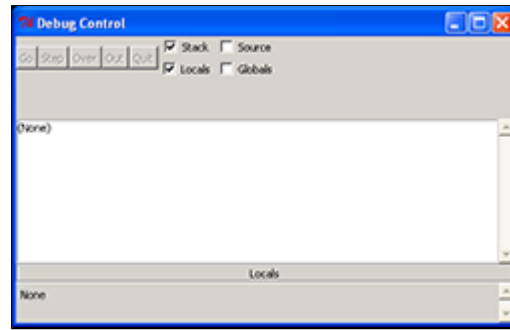 Debug Control
Go Step Over Out Quit Stack Source
Locals Globals
(None)
Locals
None